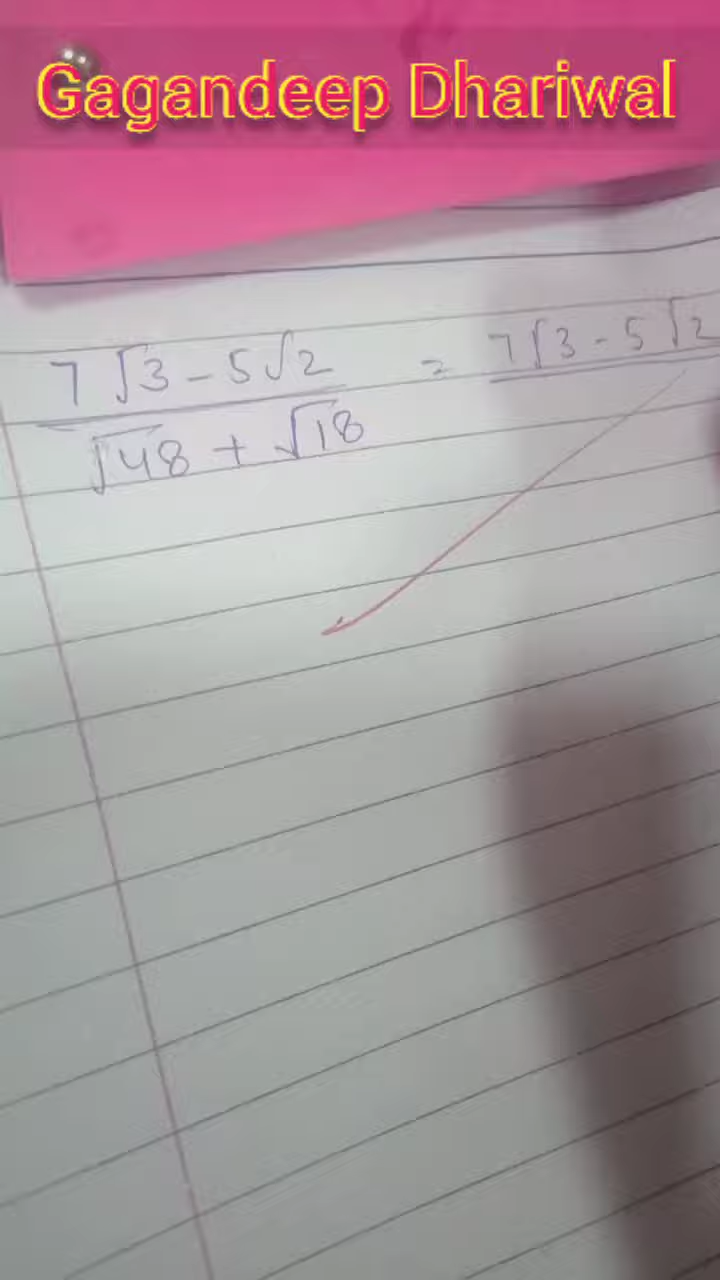 Gagandeep Dhariwal
7√3 - 5√2 = 7√3 - 5√2
√48 + √18